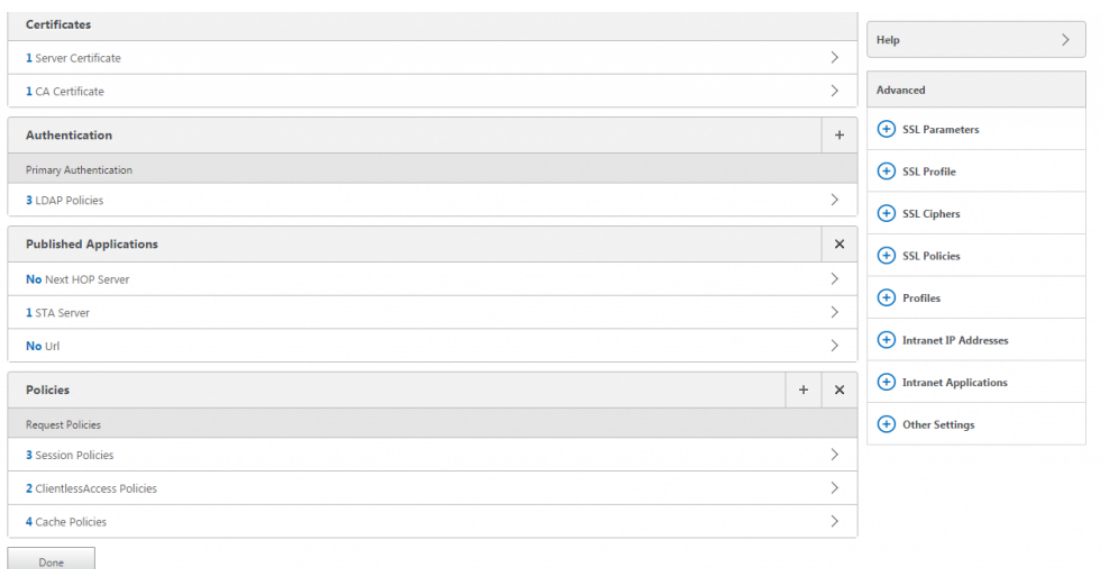 Certificates
1 Server Certificate
1 CA Certificate
Authentication
Primary Authentication
3 LDAP Policies
Published Applications
No Next HOP Server
1 STA Server
No Url
Policies
Request Policies
3 Session Policies
2 ClientlessAccess Policies
4 Cache Policies
Done
Help
Advanced
SSL Parameters
SSL Profile
SSL Ciphers
SSL Policies
Profiles
Intranet IP Addresses
Intranet Applications
Other Settings